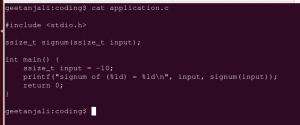 geetanjali:coding$ cat application.c
#include <stdio.h>
ssize_t signum(ssize_t input);
int main() {
ssize_t input = -10;
printf("signum of (%ld) = %ld\n", input, signum(input));
return 0;
}
geetanjali:coding$